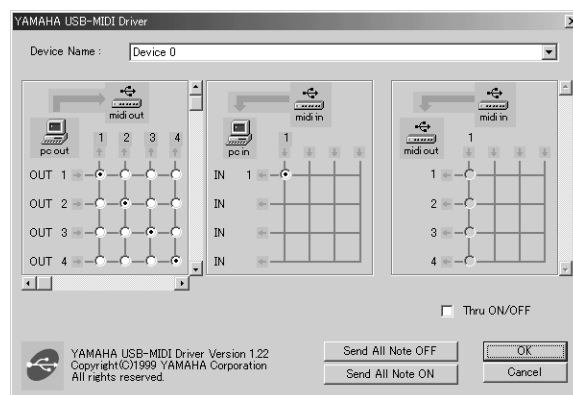 YAMAHA USB-MIDI Driver
Device Name : Device 0
midi out
pc out
1 2 3 4
OUT 1
OUT 2
OUT 3
OUT 4
midi in
pc in
1
IN 1
IN
IN
IN
midi in
midi out
1
1
2
3
4
Thru ON/OFF
YAMAHA USB-MIDI Driver Version 1.22
Copyright(C)1999 YAMAHA Corporation
All rights reserved.
Send All Note OFF
Send All Note ON
OK
Cancel